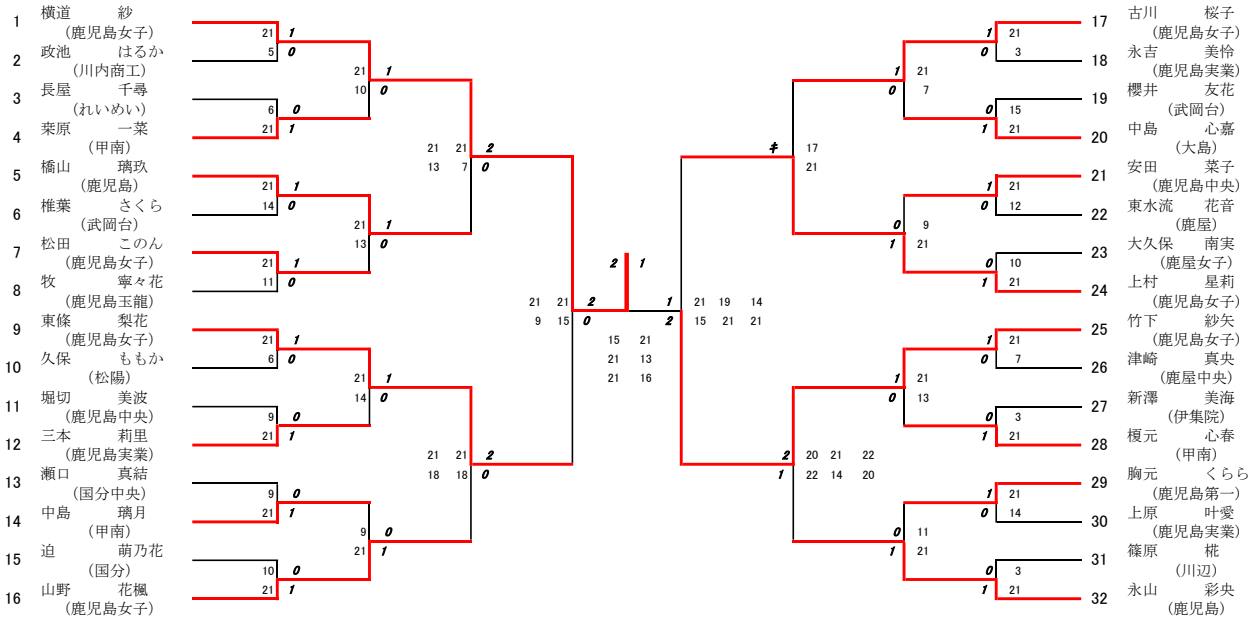 1 横道 紗 (鹿児島女子)
2 政池 はるか (川内商工)
3 長屋 千尋 (れいめい)
4 栗原 一菜 (甲南)
5 橋山 璃玖 (鹿児島)
6 椎葉 さくら (武岡台)
7 松田 このん (鹿児島女子)
8 牧 寧々花 (鹿児島玉龍)
9 東條 梨花 (鹿児島女子)
10 久保 ももか (松陽)
11 堀切 美波 (鹿児島中央)
12 三本 莉里 (鹿児島実業)
13 瀬口 真結 (国分中央)
14 中島 璃月 (甲南)
15 迫 萌乃花 (国分)
16 山野 花楓 (鹿児島女子)
21 1
5 0
6 0
21 1
21 1
14 0
21 1
11 0
21 1
6 0
9 0
21 1
9 0
21 1
10 0
21 1
21 1
10 0
21 1
13 0
21 1
14 0
9 0
21 1
21 21 2
13 7 0
21 21 2
18 18 0
21 21 2
9 15 0
2 1
15 21
21 13
21 16
1 21 19 14
2 15 21 21
キ 17
21
2 20 21 22
1 22 14 20
1 21
0 7
0 9
1 21
1 21
0 13
0 11
1 21
1 21
0 3
0 15
1 21
1 21
0 12
0 10
1 21
1 21
0 7
0 3
1 21
1 21
0 14
0 3
1 21
17 古川 桜子 (鹿児島女子)
18 永吉 美怜 (鹿児島実業)
19 櫻井 友花 (武岡台)
20 中島 心嘉 (大島)
21 安田 菜子 (鹿児島中央)
22 東水流 花音 (鹿屋)
23 大久保 南実 (鹿屋女子)
24 上村 星莉 (鹿児島女子)
25 竹下 紗矢 (鹿児島女子)
26 津崎 真央 (鹿屋中央)
27 新澤 美海 (伊集院)
28 榎元 心春 (甲南)
29 胸元 くらら (鹿児島第一)
30 上原 叶愛 (鹿児島実業)
31 篠原 椛 (川辺)
32 永山 彩央 (鹿児島)